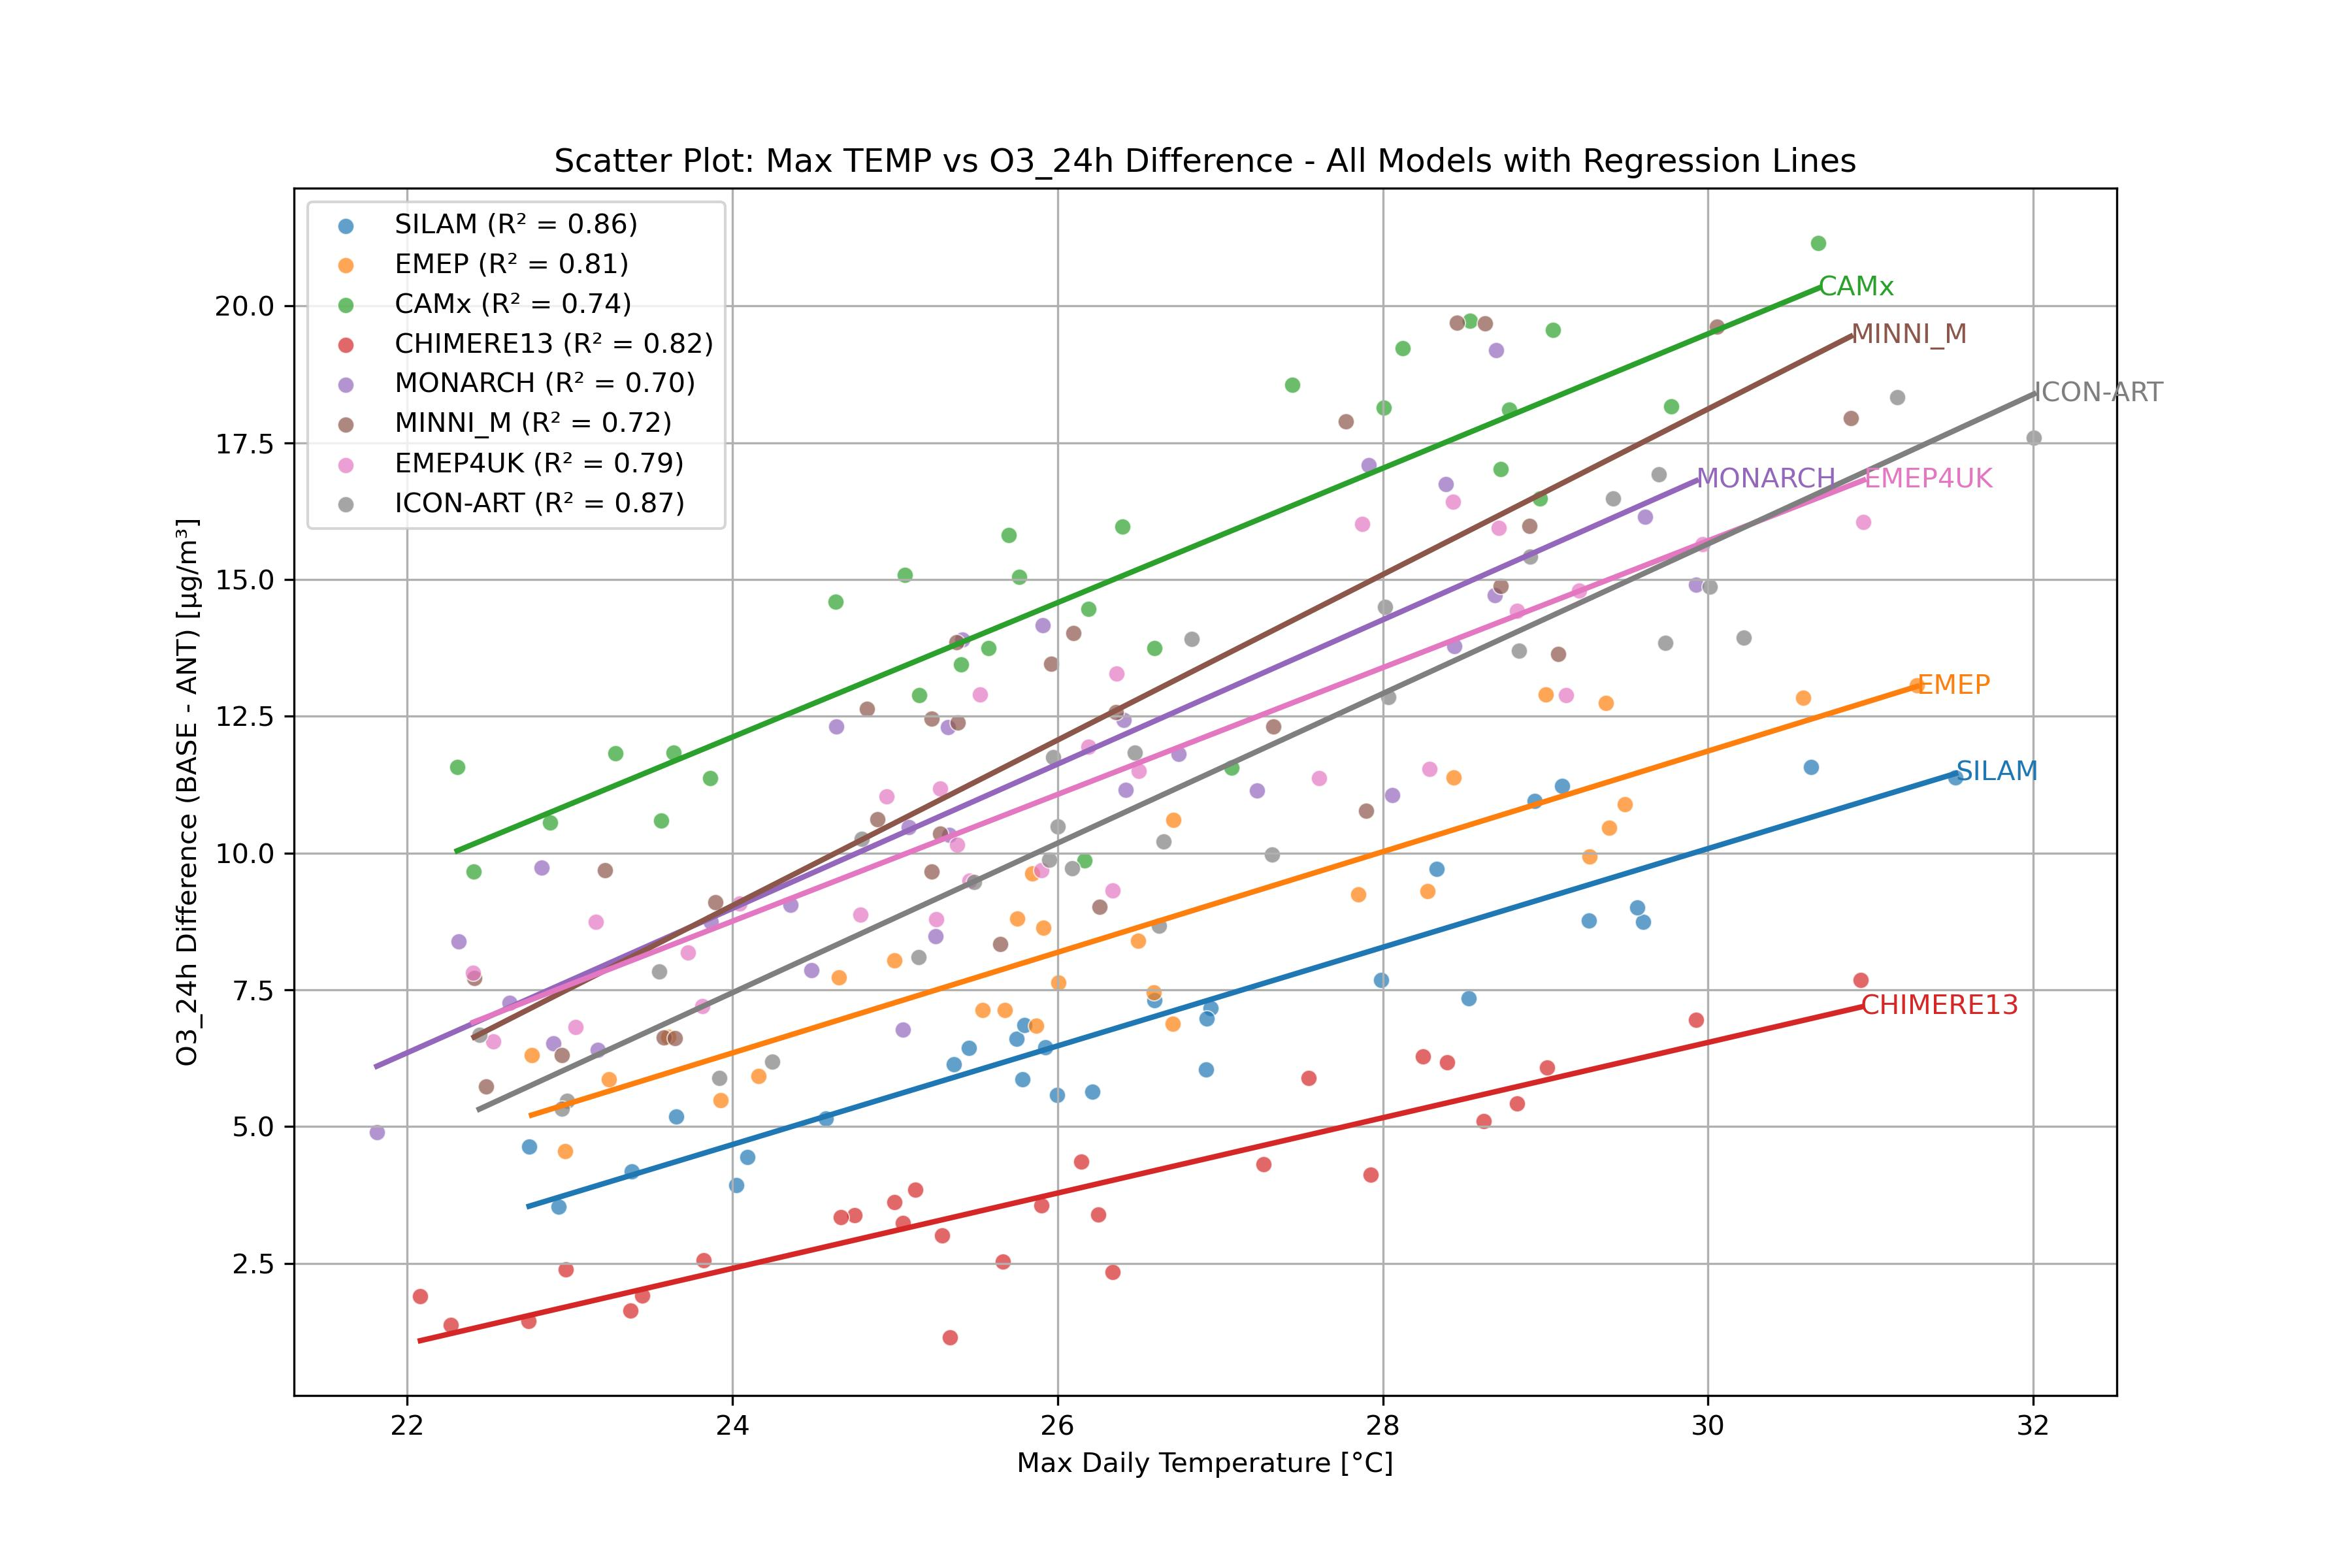 Scatter Plot: Max TEMP vs O3_24h Difference - All Models with Regression Lines
SILAM (R² = 0.86)
EMEP (R² = 0.81)
CAMx (R² = 0.74)
CHIMERE13 (R² = 0.82)
MONARCH (R² = 0.70)
MINNI_M (R² = 0.72)
EMEP4UK (R² = 0.79)
ICON-ART (R² = 0.87)
CAMx
MINNI_M
ICON-ART
MONARCH
EMEP4UK
EMEP
SILAM
CHIMERE13
O3_24h Difference (BASE - ANT) [µg/m³]
20.0
17.5
15.0
12.5
10.0
7.5
5.0
2.5
22 24 26 28 30 32
Max Daily Temperature [°C]